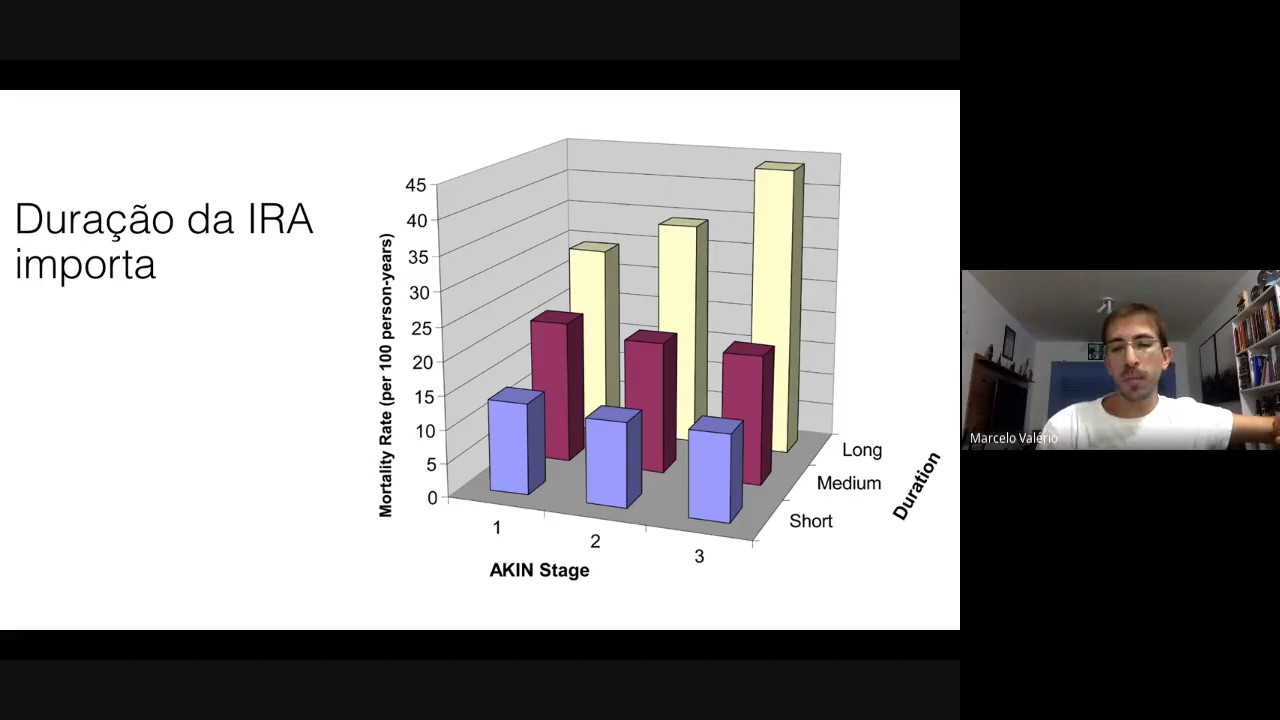 Duração da IRA
importa
Mortality Rate (per 100 person-years)
45
40
35
30
25
20
15
10
5
0
1
2
3
AKIN Stage
Short
Medium
Long
Duration
Marcelo Valério